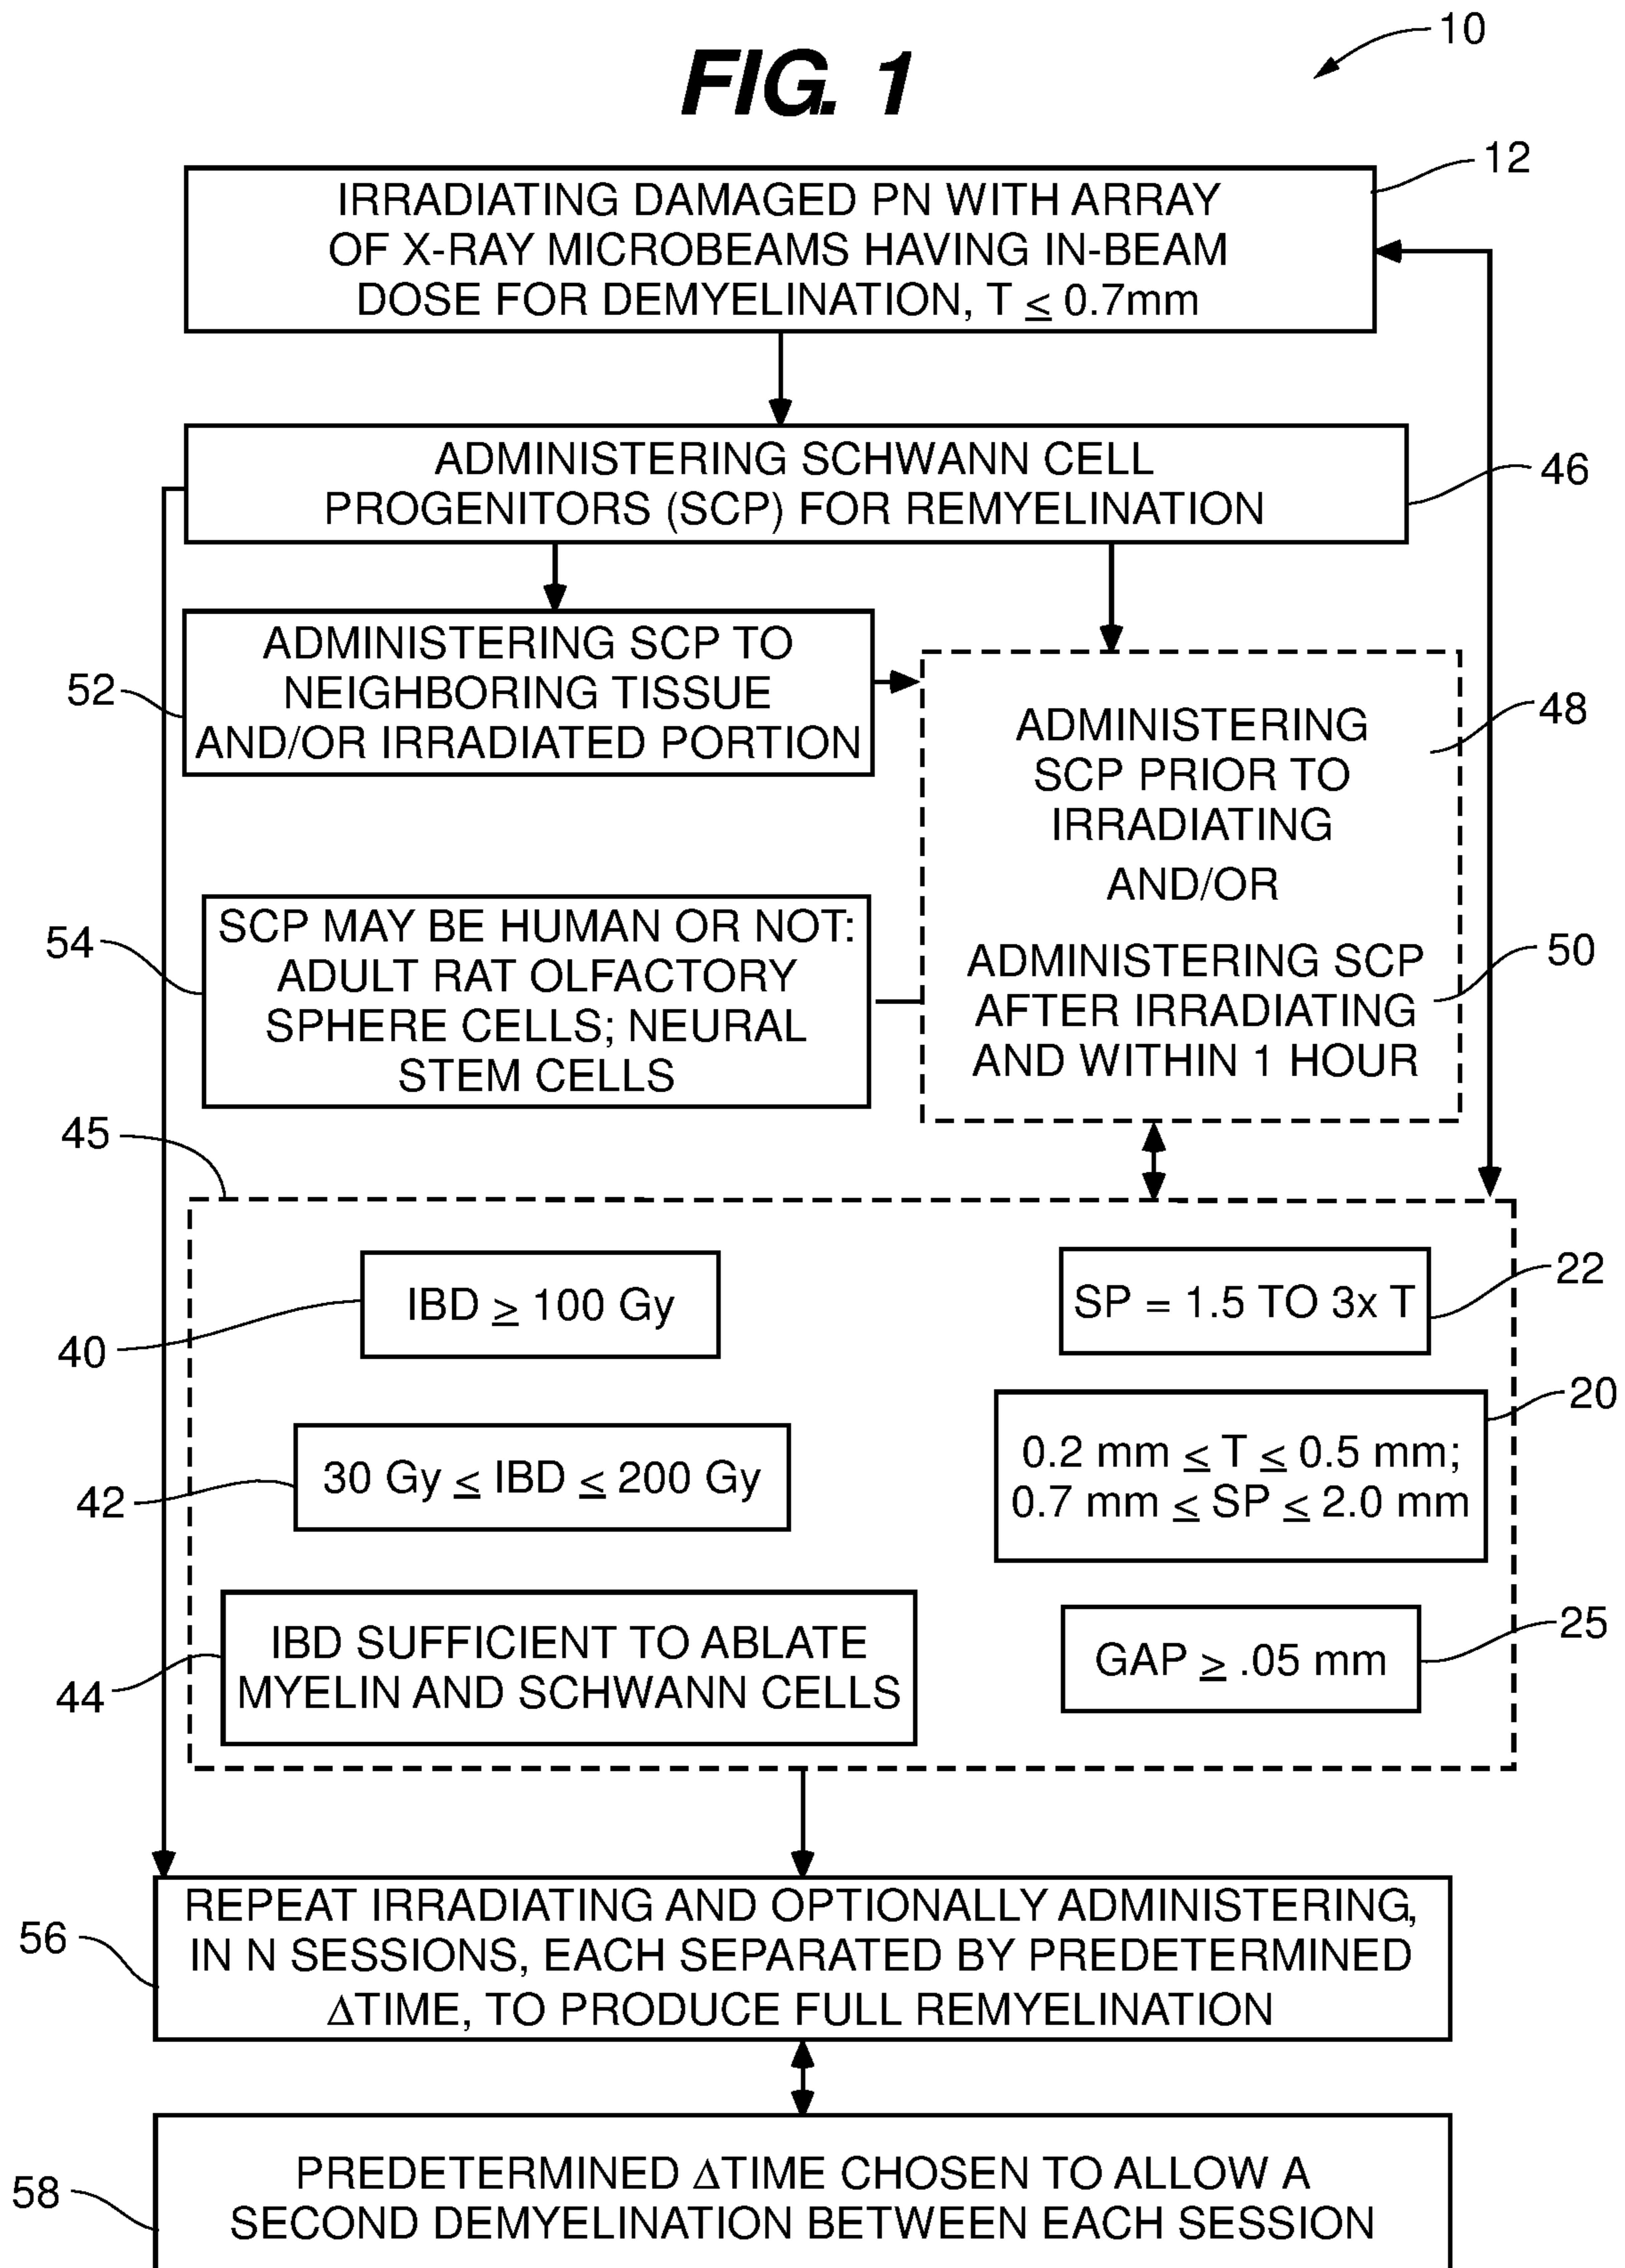 FIG. 1
10
12
IRRADIATING DAMAGED PN WITH ARRAY
OF X-RAY MICROBEAMS HAVING IN-BEAM
DOSE FOR DEMYELINATION, T ≤ 0.7mm
ADMINISTERING SCHWANN CELL
PROGENITORS (SCP) FOR REMYELINATION
46
52
ADMINISTERING SCP TO
NEIGHBORING TISSUE
AND/OR IRRADIATED PORTION
ADMINISTERING
SCP PRIOR TO
IRRADIATING
48
AND/OR
ADMINISTERING SCP
AFTER IRRADIATING
AND WITHIN 1 HOUR
50
54
SCP MAY BE HUMAN OR NOT:
ADULT RAT OLFACTORY
SPHERE CELLS; NEURAL
STEM CELLS
45
40
IBD ≥ 100 Gy
SP = 1.5 TO 3x T
22
42
30 Gy ≤ IBD ≤ 200 Gy
0.2 mm ≤ T ≤ 0.5 mm;
0.7 mm ≤ SP ≤ 2.0 mm
20
44
IBD SUFFICIENT TO ABLATE
MYELIN AND SCHWANN CELLS
GAP ≥ .05 mm
25
56
REPEAT IRRADIATING AND OPTIONALLY ADMINISTERING,
IN N SESSIONS, EACH SEPARATED BY PREDETERMINED
ΔTIME, TO PRODUCE FULL REMYELINATION
58
PREDETERMINED ΔTIME CHOSEN TO ALLOW A
SECOND DEMYELINATION BETWEEN EACH SESSION